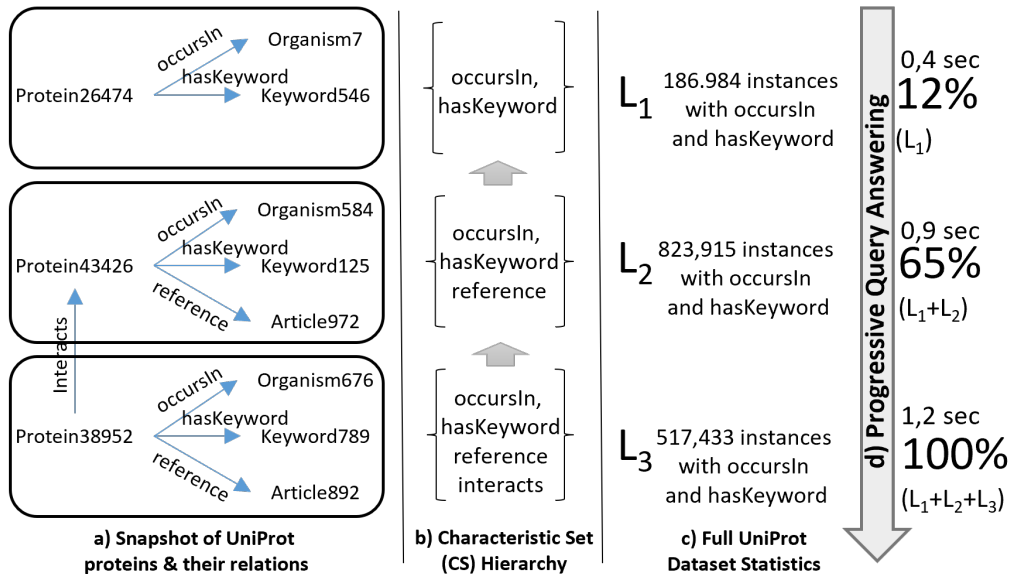 occursIn
Organism7
hasKeyword
Protein26474
Keyword546
occursIn,
hasKeyword
L1
186.984 instances
with occursIn
and hasKeyword
0,4 sec
12%
(L1)
occursIn
Organism584
hasKeyword
Protein43426
Keyword125
reference
Article972
occursIn,
hasKeyword
reference
L2
823,915 instances
with occursIn
and hasKeyword
0,9 sec
65%
(L1+L2)
Interacts
occursIn
Organism676
hasKeyword
Protein38952
Keyword789
reference
Article892
occursIn,
hasKeyword
reference
interacts
L3
517,433 instances
with occursIn
and hasKeyword
1,2 sec
100%
(L1+L2+L3)
d) Progressive Query Answering
a) Snapshot of UniProt
proteins & their relations
b) Characteristic Set
(CS) Hierarchy
c) Full UniProt
Dataset Statistics